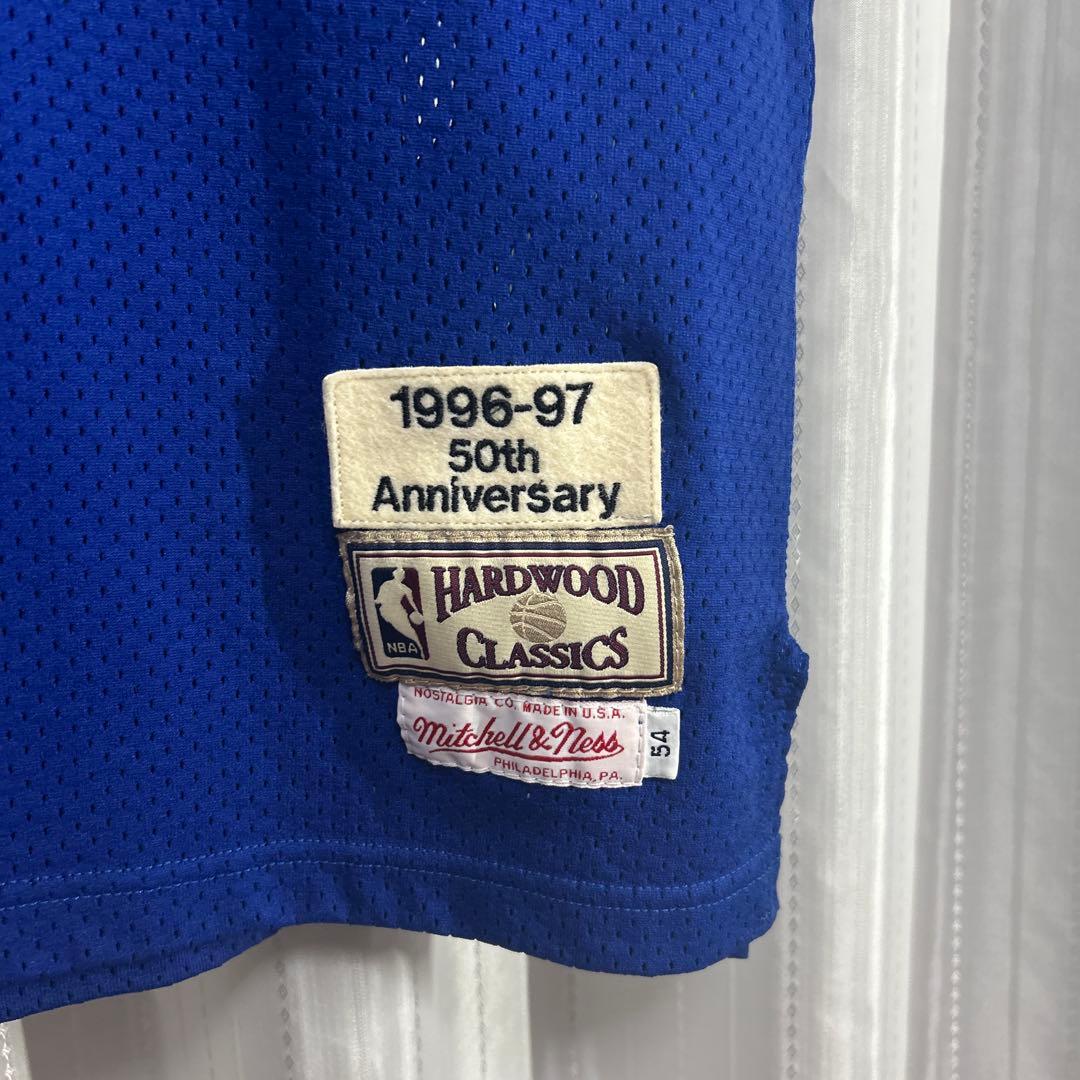 1996-97
50th
Anniversary
HARDWOOD
CLASSICS
NBA
NOSTALGIA CO. MADE IN U.S.A.
Mitchell & Ness
PHILADELPHIA, PA.
54